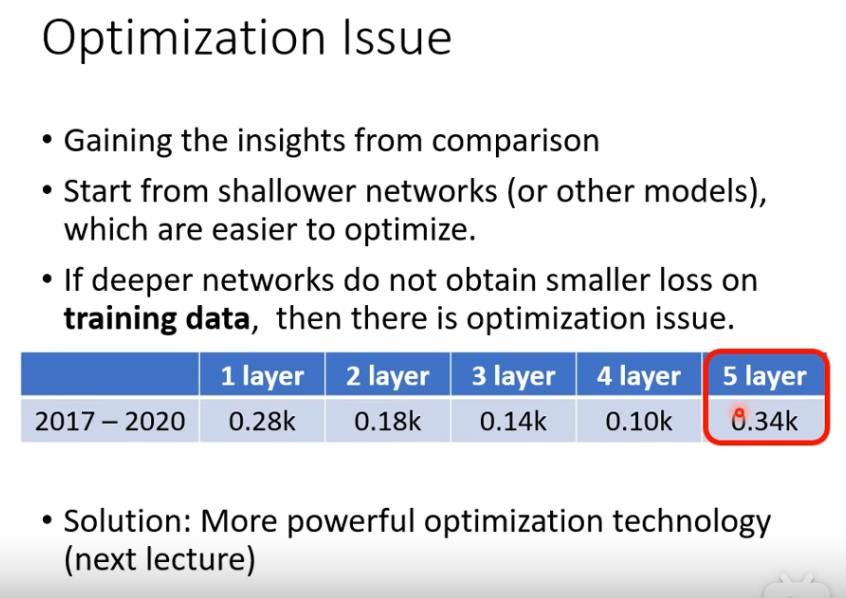 Optimization Issue
• Gaining the insights from comparison
• Start from shallower networks (or other models),
which are easier to optimize.
• If deeper networks do not obtain smaller loss on
training data, then there is optimization issue.
1 layer 2 layer 3 layer 4 layer 5 layer
2017 – 2020 0.28k 0.18k 0.14k 0.10k 0.34k
• Solution: More powerful optimization technology
(next lecture)